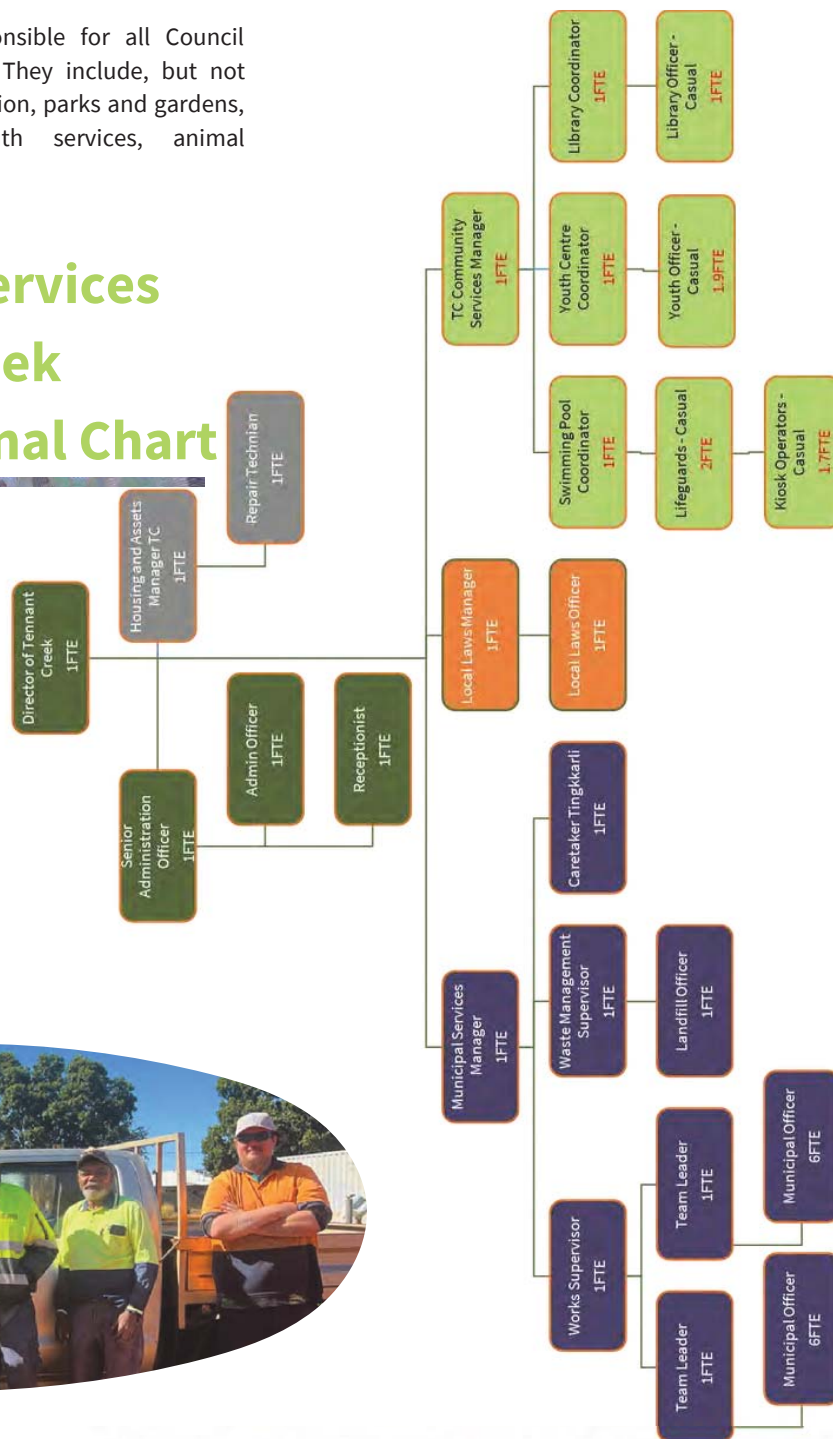 onsible for all Council
They include, but not
ion, parks and gardens,
th services, animal
ervices
eek
nal Chart
Director of Tennant
Creek
1FTE
Senior
Administration
Officer
1FTE
Housing and Assets
Manager TC
1FTE
Admin Officer
1FTE
Repair Technian
1FTE
Receptionist
1FTE
Municipal Services
Manager
1FTE
Local Laws Manager
1FTE
TC Community
Services Manager
1FTE
Works Supervisor
1FTE
Waste Management
Supervisor
1FTE
Caretaker Tingkkarli
1FTE
Local Laws Officer
1FTE
Swimming Pool
Coordinator
1FTE
Youth Centre
Coordinator
1FTE
Library Coordinator
1FTE
Team Leader
1FTE
Team Leader
1FTE
Landfill Officer
1FTE
Lifeguards - Casual
2FTE
Youth Officer -
Casual
1.9FTE
Library Officer -
Casual
1FTE
Municipal Officer
6FTE
Municipal Officer
6FTE
Kiosk Operators -
Casual
1.7FTE